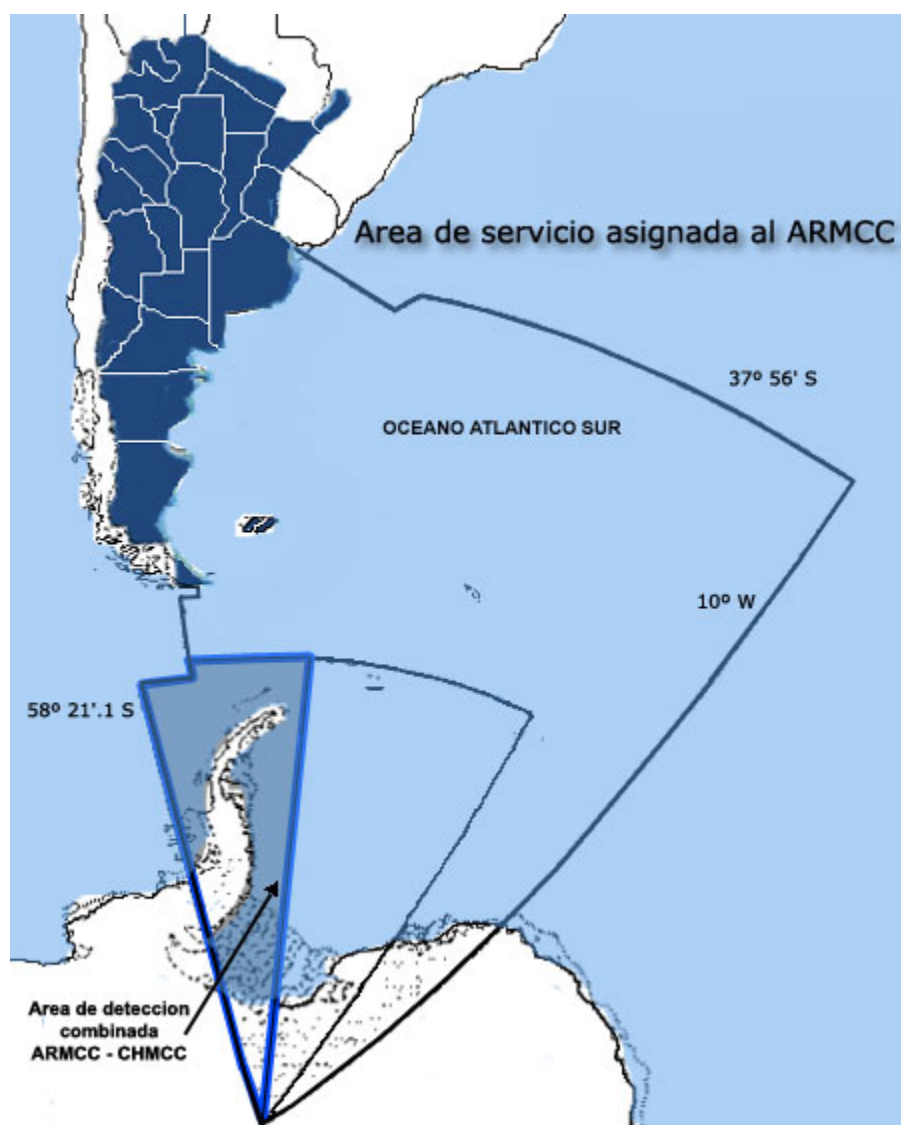 Area de servicio asignada al ARMCC
37º 56' S
OCEANO ATLANTICO SUR
10º W
58º 21'.1 S
Area de deteccion
combinada
ARMCC - CHMCC